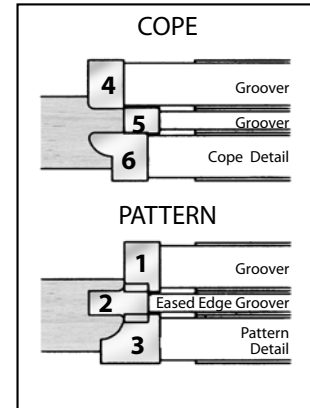 COPE
4
Groover
5
Groover
6
Cope Detail
PATTERN
1
Groover
2
Eased Edge Groover
3
Pattern
Detail